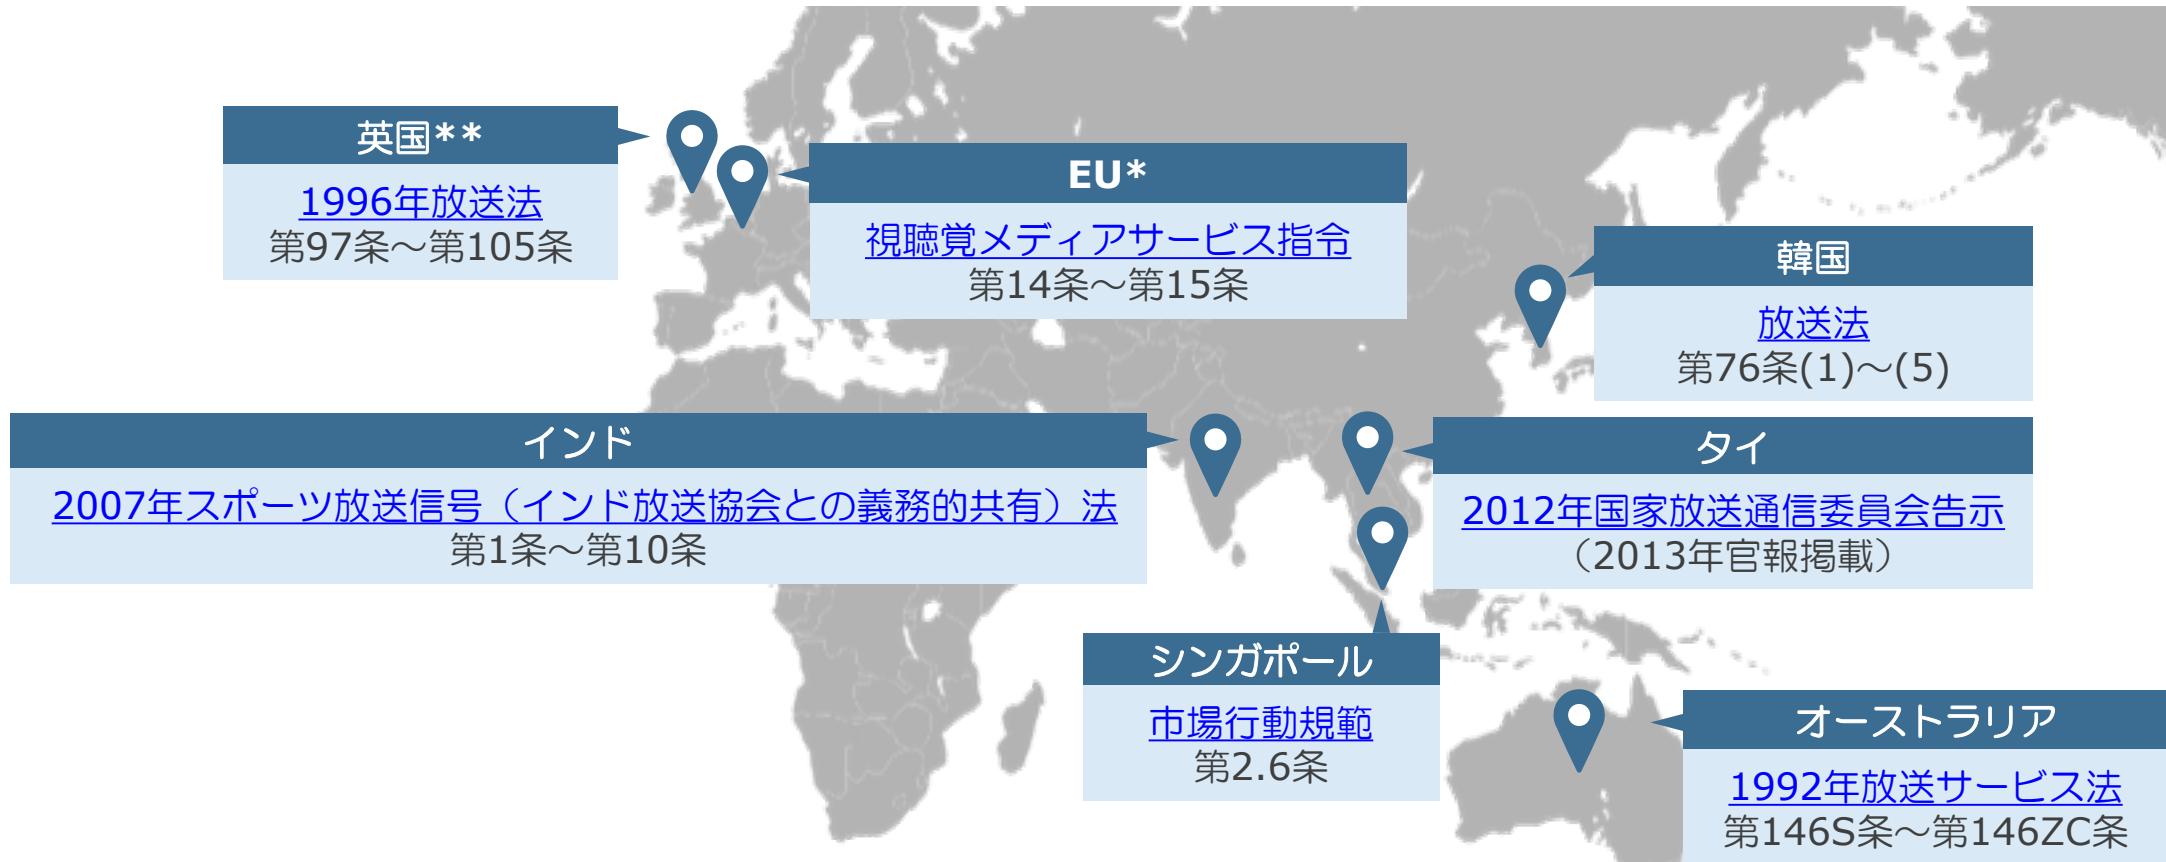 英国**
1996年放送法
第97条～第105条
EU*
視聴覚メディアサービス指令
第14条～第15条
韓国
放送法
第76条(1)～(5)
インド
2007年スポーツ放送信号（インド放送協会との義務的共有）法
第1条～第10条
タイ
2012年国家放送通信委員会告示
（2013年官報掲載）
シンガポール
市場行動規範
第2.6条
オーストラリア
1992年放送サービス法
第146S条～第146ZC条